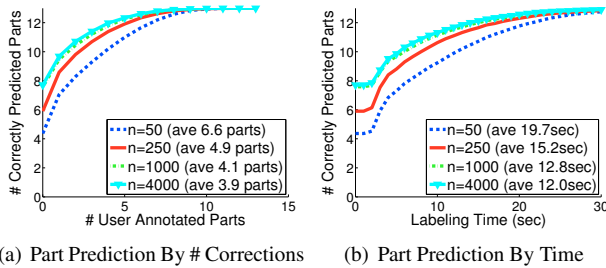 # Correctly Predicted Parts
12
10
8
6
4
2
0
0 5 10 15
# User Annotated Parts
n=50 (ave 6.6 parts)
n=250 (ave 4.9 parts)
n=1000 (ave 4.1 parts)
n=4000 (ave 3.9 parts)
# Correctly Predicted Parts
12
10
8
6
4
2
0
0 10 20 30
Labeling Time (sec)
n=50 (ave 19.7sec)
n=250 (ave 15.2sec)
n=1000 (ave 12.8sec)
n=4000 (ave 12.0sec)
(a) Part Prediction By # Corrections
(b) Part Prediction By Time